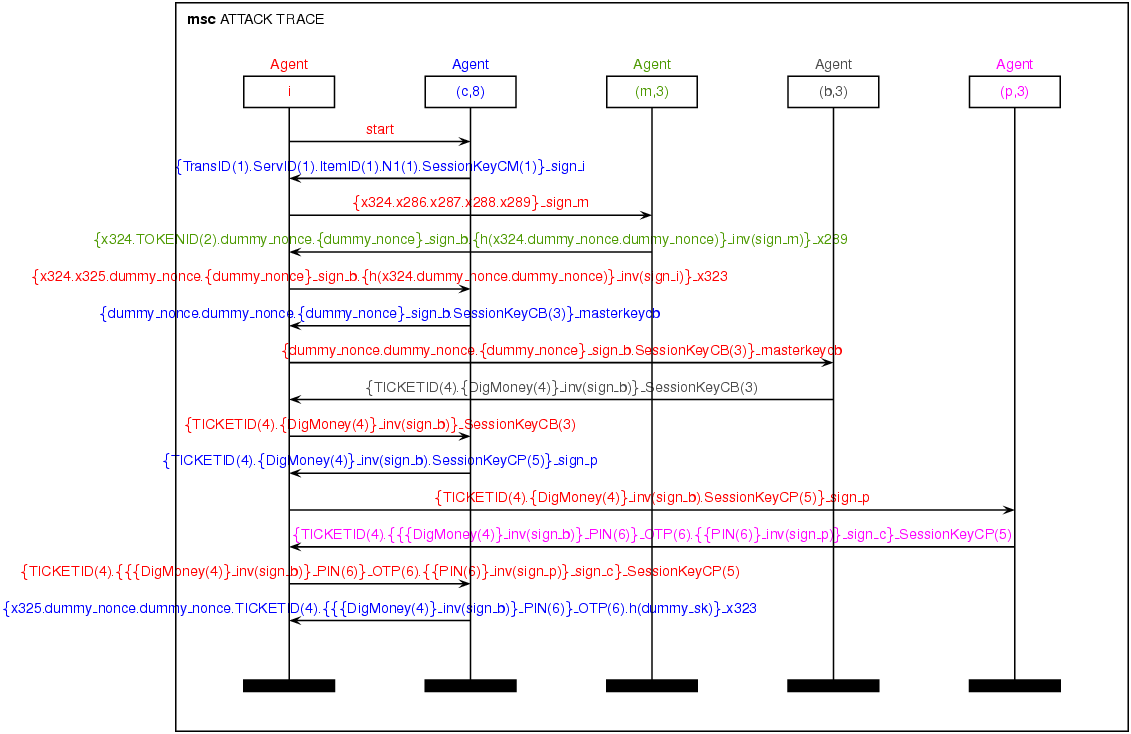 msc ATTACK TRACE
Agent Agent Agent Agent Agent
i (c,8) (m,3) (b,3) (p,3)
start
{TransID(1).ServID(1).ItemID(1).N1(1).SessionKeyCM(1)}_sign_i
{x324.x286.x287.x288.x289}_sign_m
{x324.TOKENID(2).dummy_nonce.{dummy_nonce}_sign_b.{h(x324.dummy_nonce.dummy_nonce)}_inv(sign_m)}_x289
{x324.x325.dummy_nonce.{dummy_nonce}_sign_b.{h(x324.dummy_nonce.dummy_nonce)}_inv(sign_i)}_x323
{dummy_nonce.dummy_nonce.{dummy_nonce}_sign_b.SessionKeyCB(3)}_masterkeycb
{dummy_nonce.dummy_nonce.{dummy_nonce}_sign_b.SessionKeyCB(3)}_masterkeycb
{TICKETID(4).{DigMoney(4)}_inv(sign_b)}_SessionKeyCB(3)
{TICKETID(4).{DigMoney(4)}_inv(sign_b)}_SessionKeyCB(3)
{TICKETID(4).{DigMoney(4)}_inv(sign_b).SessionKeyCP(5)}_sign_p
{TICKETID(4).{DigMoney(4)}_inv(sign_b).SessionKeyCP(5)}_sign_p
{TICKETID(4).{{{DigMoney(4)}_inv(sign_b)}_PIN(6)}_OTP(6).{{PIN(6)}_inv(sign_p)}_sign_c}_SessionKeyCP(5)
{TICKETID(4).{{{DigMoney(4)}_inv(sign_b)}_PIN(6)}_OTP(6).{{PIN(6)}_inv(sign_p)}_sign_c}_SessionKeyCP(5)
{x325.dummy_nonce.dummy_nonce.TICKETID(4).{{{DigMoney(4)}_inv(sign_b)}_PIN(6)}_OTP(6).h(dummy_sk)}_x323